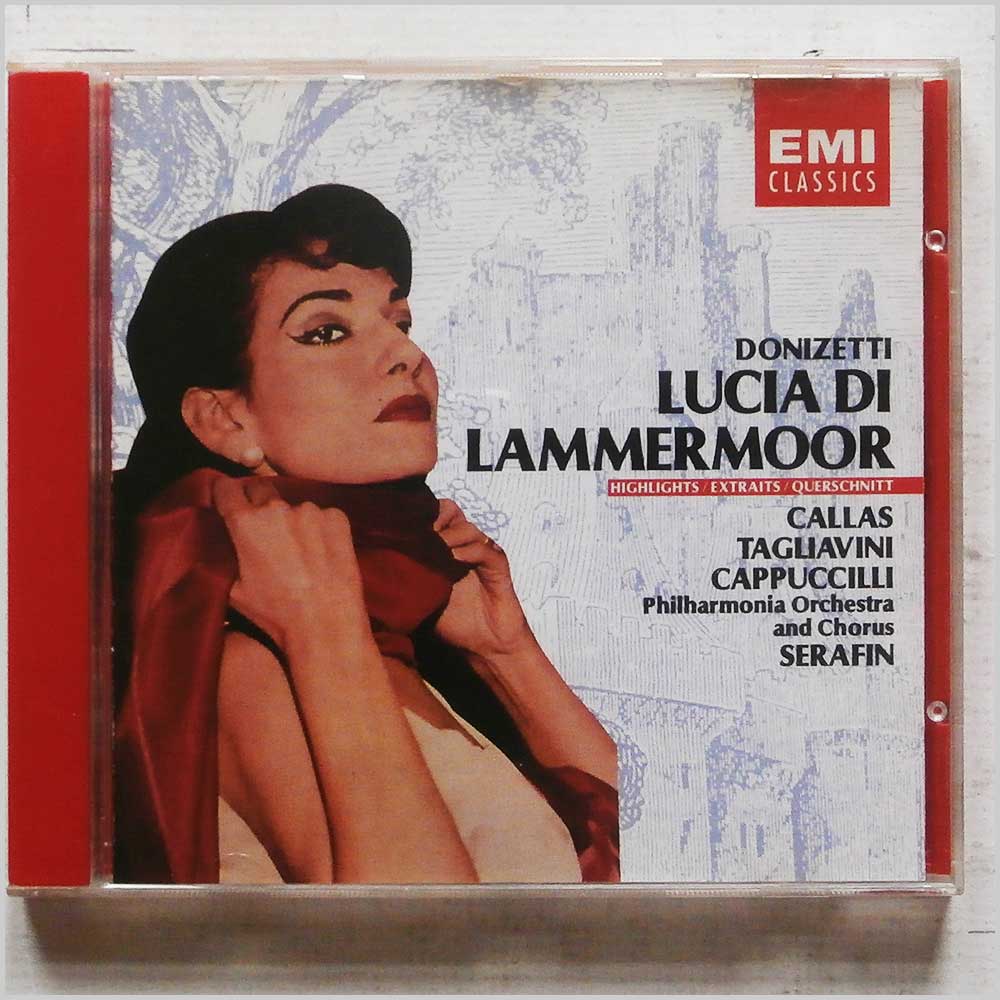 EMI
CLASSICS
DONIZETTI
LUCIA DI
LAMMERMOOR
HIGHLIGHTS/EXTRAITS/QUERSCHNITT
CALLAS
TAGLIAVINI
CAPPUCCILLI
Philharmonia Orchestra
and Chorus
SERAFIN